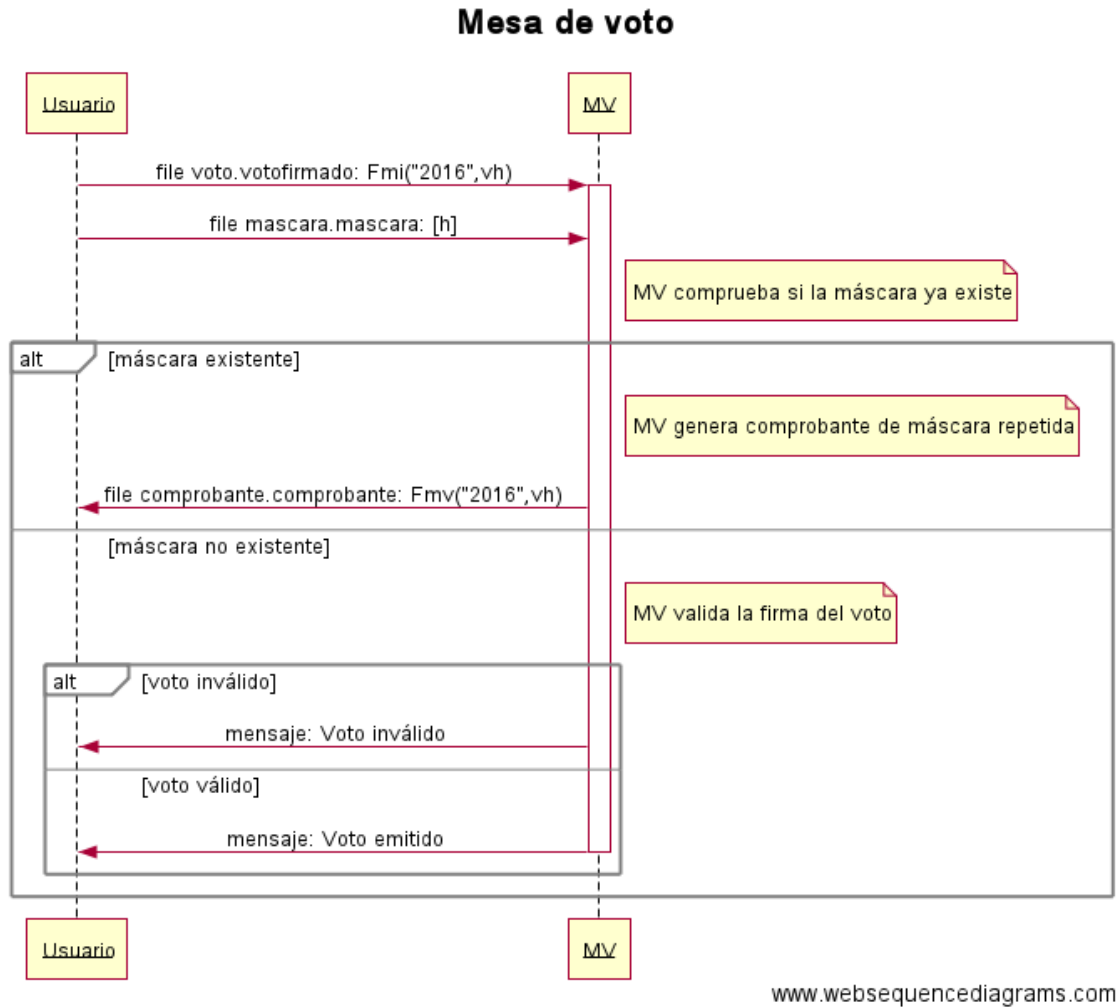 Mesa de voto
Usuario
MV
file voto.votofirmado: Fmi("2016",vh)
file mascara.mascara: [h]
MV comprueba si la máscara ya existe
alt
[máscara existente]
MV genera comprobante de máscara repetida
file comprobante.comprobante: Fmv("2016",vh)
[máscara no existente]
MV valida la firma del voto
alt
[voto inválido]
mensaje: Voto inválido
[voto válido]
mensaje: Voto emitido
Usuario
MV
www.websequencediagrams.com